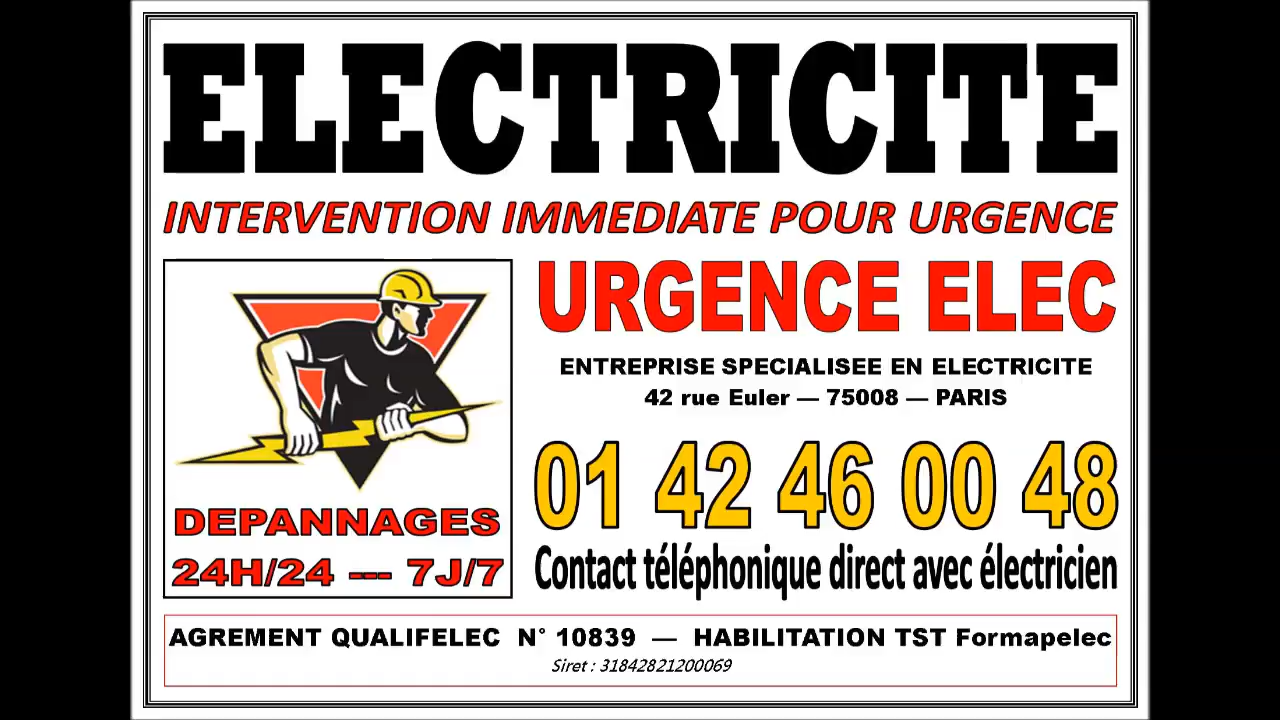 ELECTRICITE
INTERVENTION IMMEDIATE POUR URGENCE
URGENCE ELEC
ENTREPRISE SPECIALISEE EN ELECTRICITE
42 rue Euler — 75008 — PARIS
01 42 46 00 48
Contact téléphonique direct avec électricien
DEPANNAGES
24H/24 --- 7J/7
AGREMENT QUALIFELEC N° 10839 — HABILITATION TST Formapelec
Siret : 31842821200069